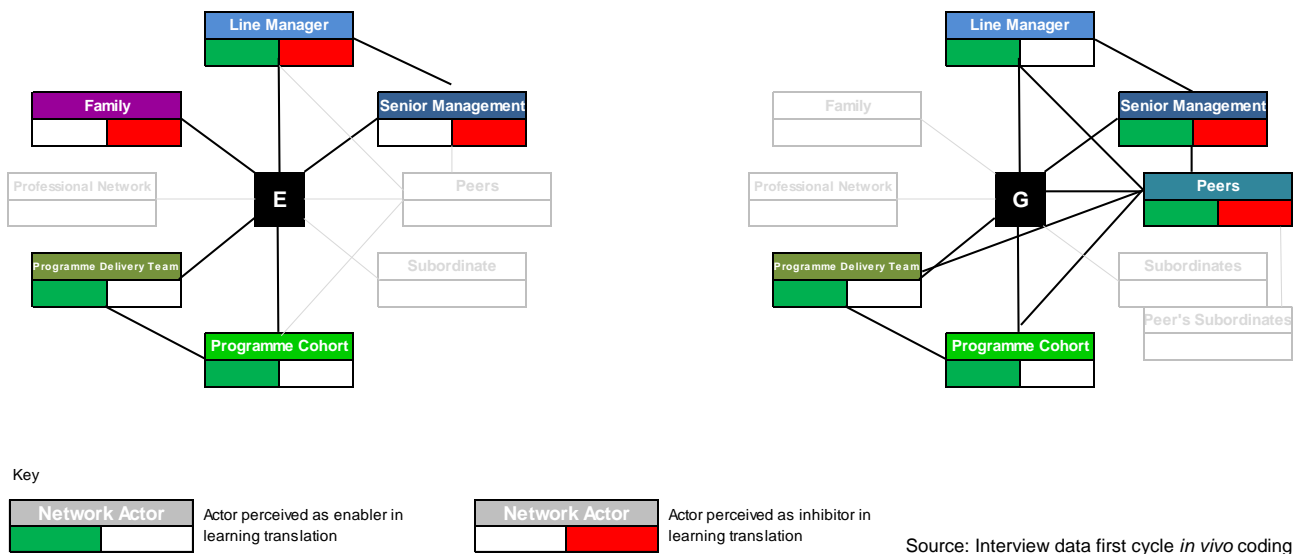 Line Manager
Family
Senior Management
Professional Network
E
Peers
Programme Delivery Team
Subordinate
Programme Cohort
Line Manager
Family
Senior Management
Professional Network
G
Peers
Programme Delivery Team
Subordinates
Peer's Subordinates
Programme Cohort
Key
Network Actor
Actor perceived as enabler in
learning translation
Network Actor
Actor perceived as inhibitor in
learning translation
Source: Interview data first cycle in vivo coding